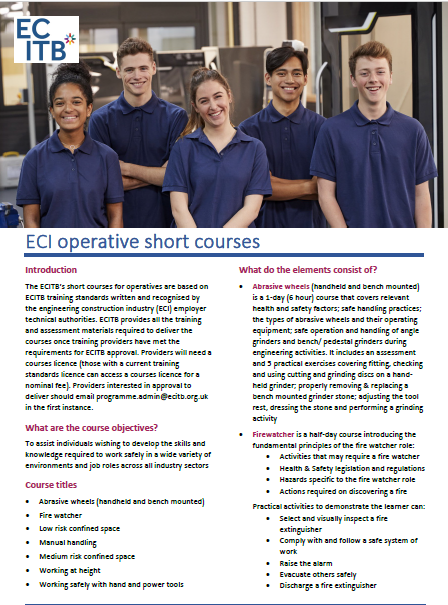 EC
ITB
ECI operative short courses
Introduction
The ECITB's short courses for operatives are based on
ECITB training standards written and recognised by
the engineering construction industry (ECI) employer
technical authorities. ECITB provides all the training
and assessment materials required to deliver the
courses once training providers have met the
requirements for ECITB approval. Providers will need a
courses licence (those with a current training
standards licence can access a courses licence for a
nominal fee). Providers interested in approval to
deliver should email programme.admin@ecitb.org.uk
in the first instance.
What are the course objectives?
To assist individuals wishing to develop the skills and
knowledge required to work safely in a wide variety of
environments and job roles across all industry sectors
Course titles
• Abrasive wheels (handheld and bench mounted)
• Fire watcher
• Low risk confined space
• Manual handling
• Medium risk confined space
• Working at height
• Working safely with hand and power tools
What do the elements consist of?
• Abrasive wheels (handheld and bench mounted)
is a 1-day (6 hour) course that covers relevant
health and safety factors; safe handling practices;
the types of abrasive wheels and their operating
equipment; safe operation and handling of angle
grinders and bench/ pedestal grinders during
engineering activities. It includes an assessment
and 5 practical exercises covering fitting, checking
and using cutting and grinding discs on a hand-
held grinder; properly removing & replacing a
bench mounted grinder stone; adjusting the tool
rest, dressing the stone and performing a grinding
activity
• Firewatcher is a half-day course introducing the
fundamental principles of the fire watcher role:
• Activities that may require a fire watcher
• Health & Safety legislation and regulations
• Hazards specific to the fire watcher role
• Actions required on discovering a fire
Practical activities to demonstrate the learner can:
• Select and visually inspect a fire
extinguisher
• Comply with and follow a safe system of
work
• Raise the alarm
• Evacuate others safely
• Discharge a fire extinguisher